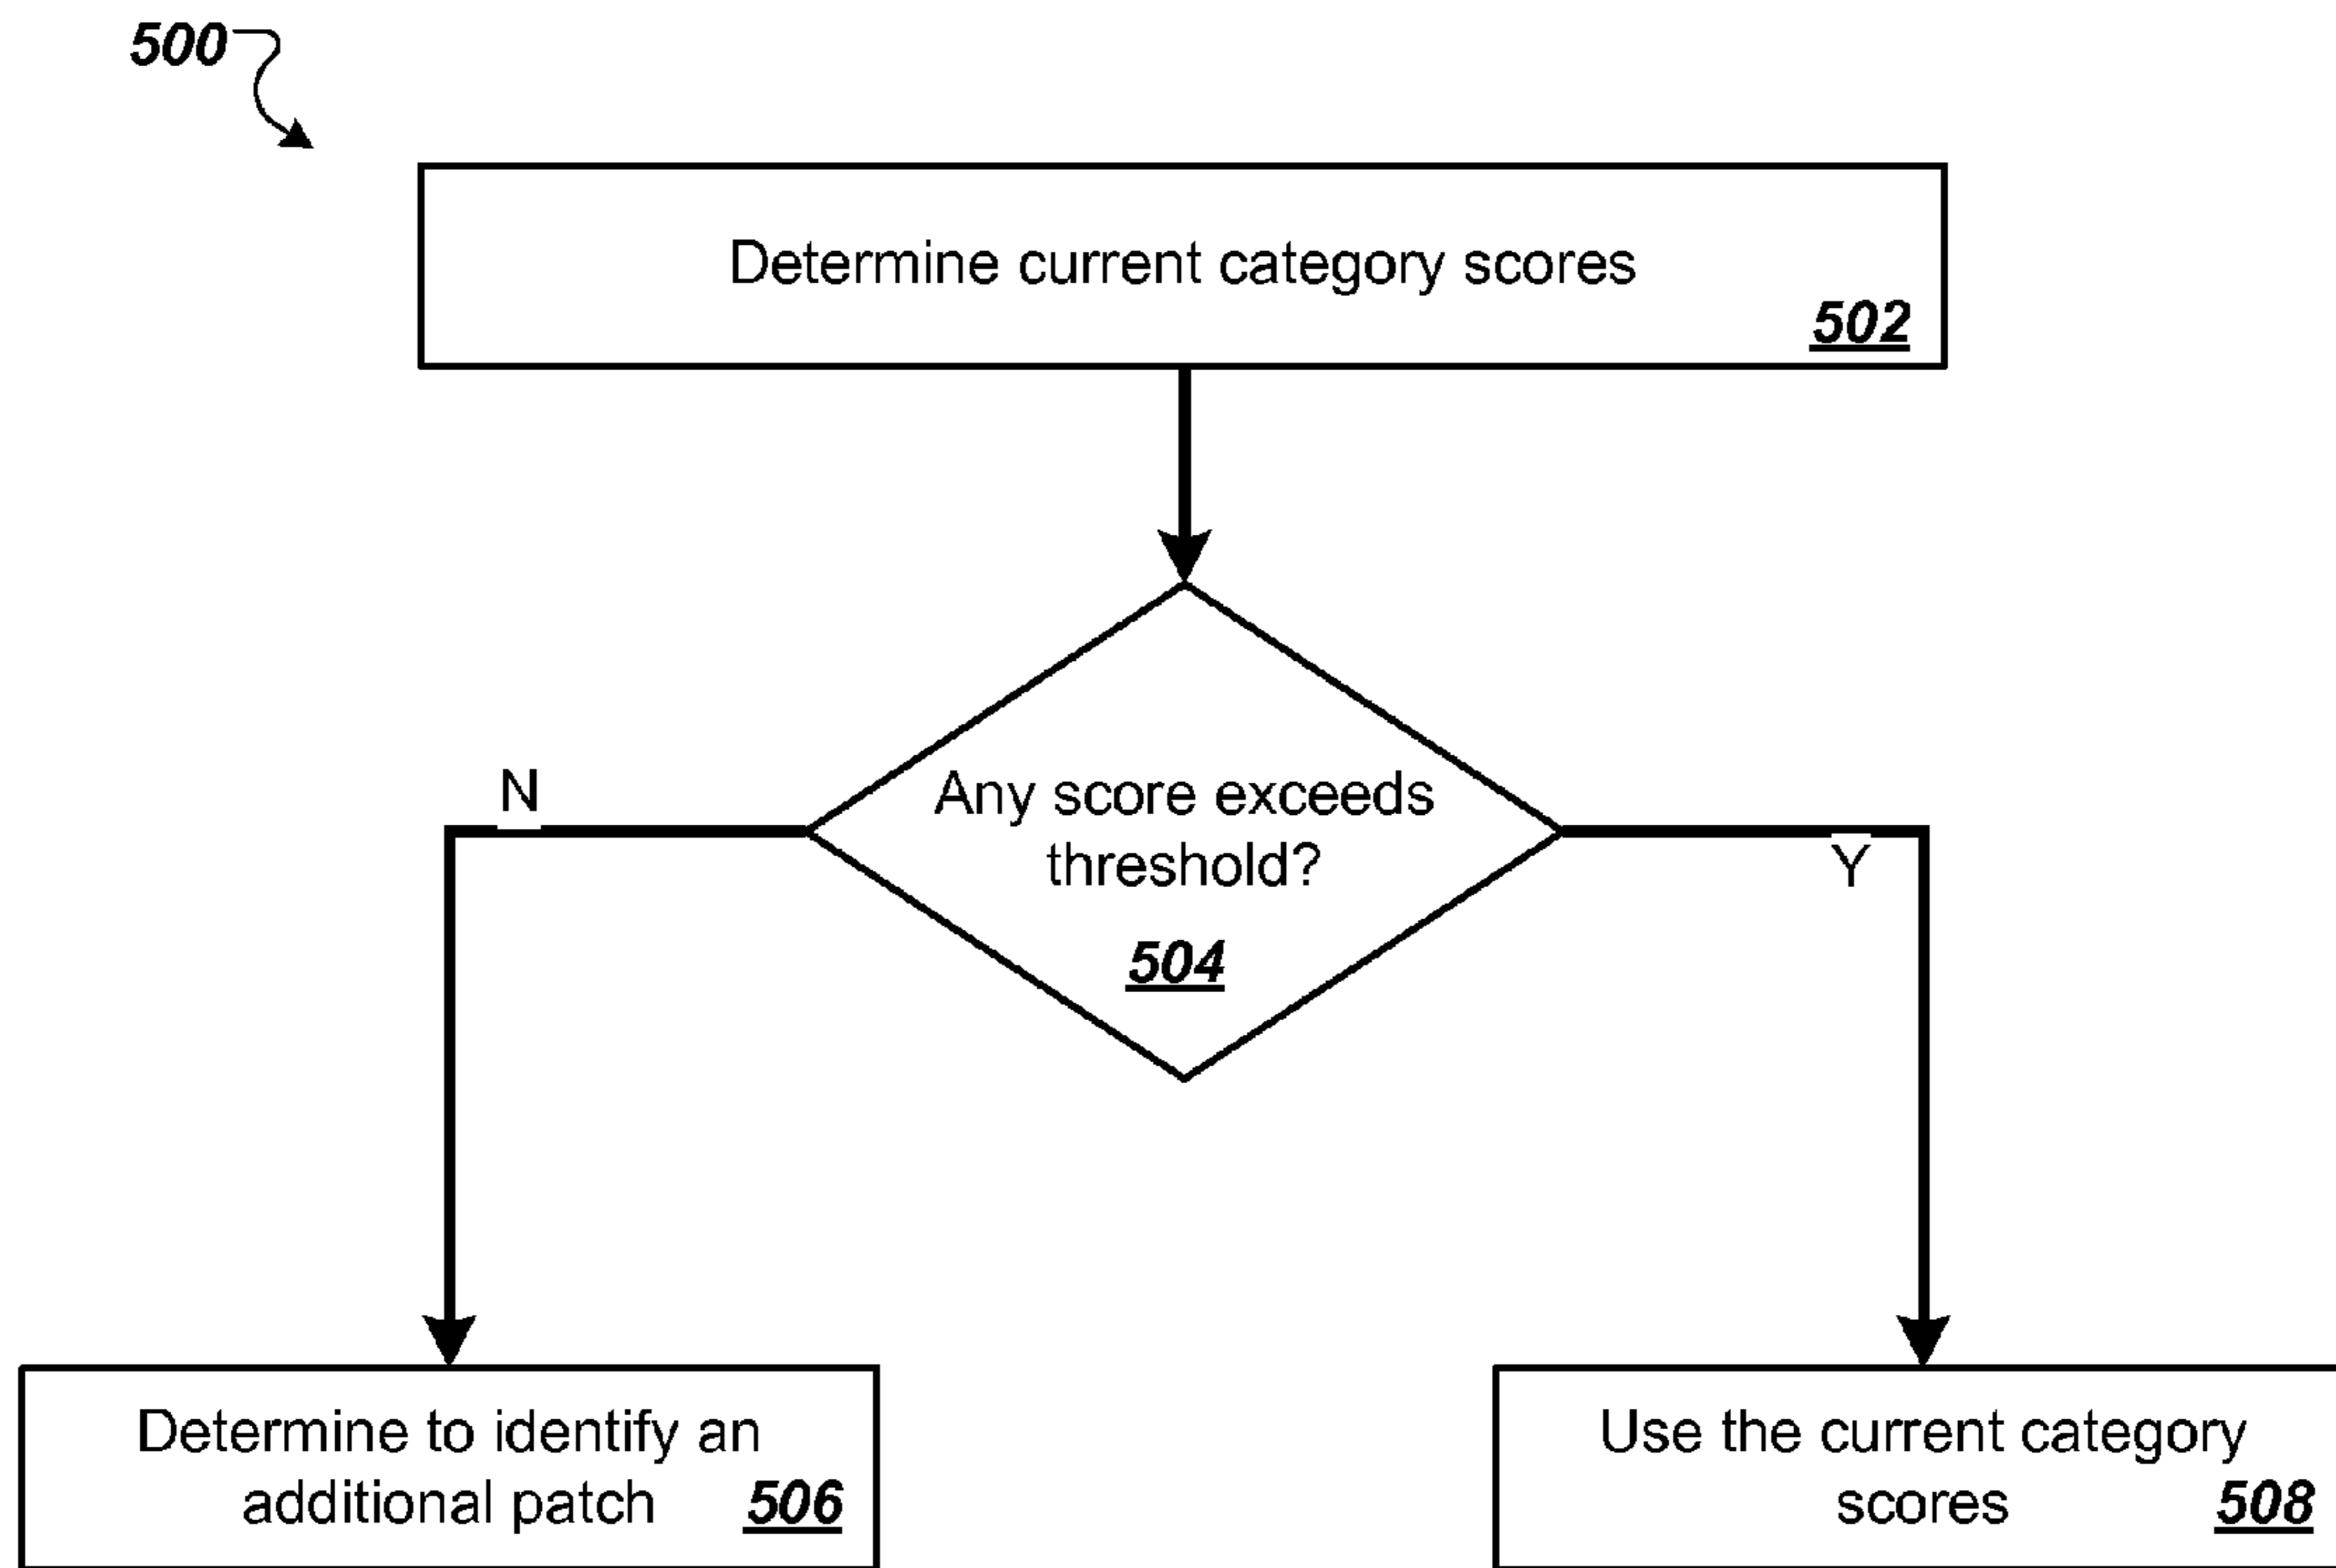 500
Determine current category scores
502
Any score exceeds
threshold?
504
N
Y
Determine to identify an
additional patch 506
Use the current category
scores 508